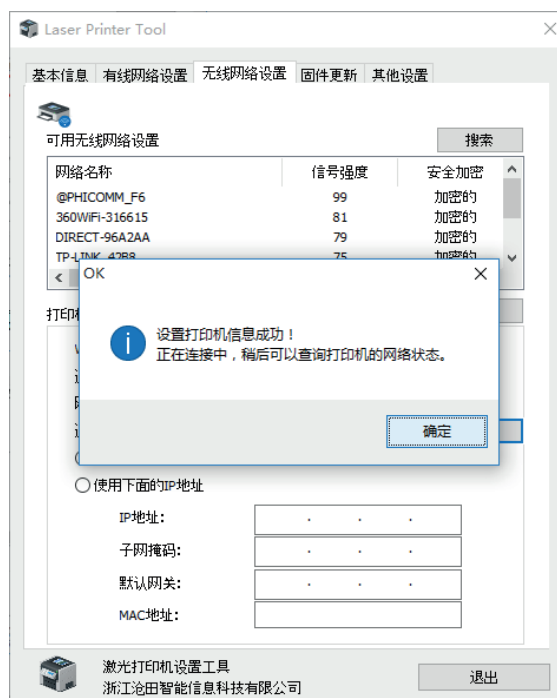 Laser Printer Tool
基本信息 有线网络设置 无线网络设置 固件更新 其他设置
可用无线网络设置 搜索
网络名称 信号强度 安全加密
@PHICOMM_F6 99 加密的
360WiFi-316615 81 加密的
DIRECT-96A2AA 79 加密的
TP-LINK_42B8 75 加密的
OK
打印
设置打印机信息成功！
正在连接中，稍后可以查询打印机的网络状态。
确定
使用下面的IP地址
IP地址:
子网掩码:
默认网关:
MAC地址:
激光打印机设置工具
浙江沧田智能信息科技有限公司
退出